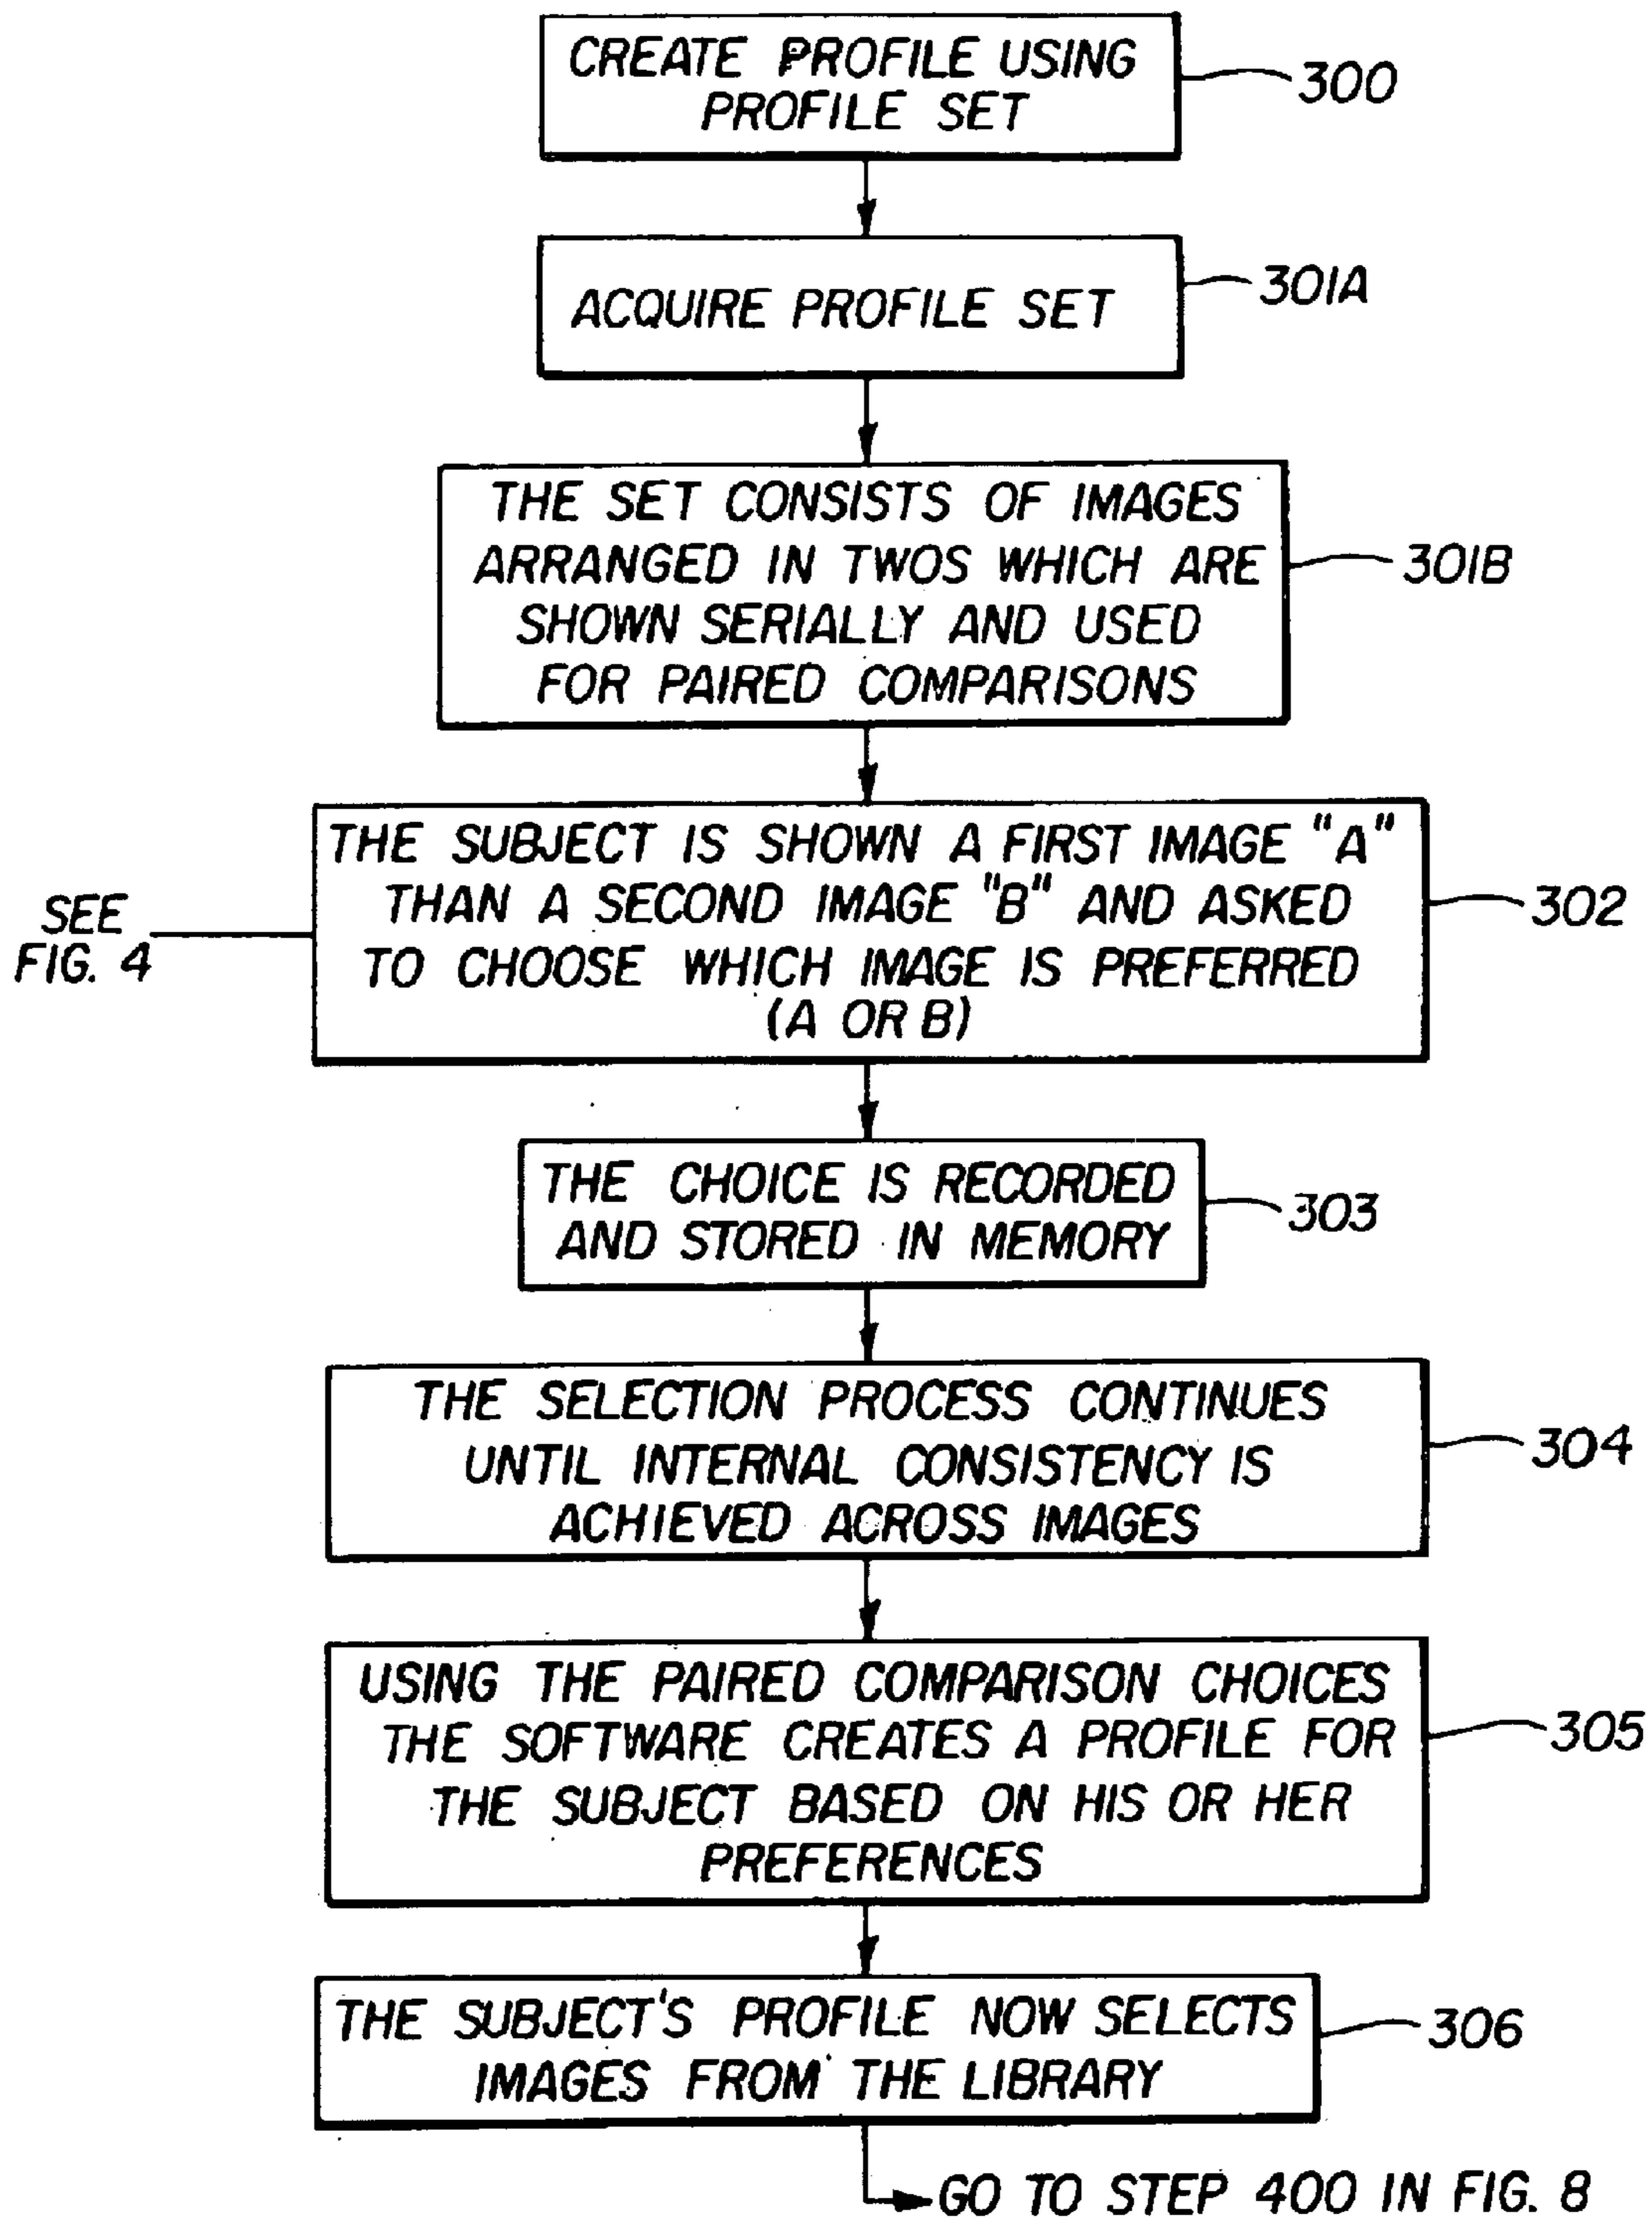 CREATE PROFILE USING
PROFILE SET
300
ACQUIRE PROFILE SET
301A
THE SET CONSISTS OF IMAGES
ARRANGED IN TWOS WHICH ARE
SHOWN SERIALLY AND USED
FOR PAIRED COMPARISONS
301B
THE SUBJECT IS SHOWN A FIRST IMAGE "A"
THAN A SECOND IMAGE "B" AND ASKED
TO CHOOSE WHICH IMAGE IS PREFERRED
(A OR B)
302
SEE
FIG. 4
THE CHOICE IS RECORDED
AND STORED IN MEMORY
303
THE SELECTION PROCESS CONTINUES
UNTIL INTERNAL CONSISTENCY IS
ACHIEVED ACROSS IMAGES
304
USING THE PAIRED COMPARISON CHOICES
THE SOFTWARE CREATES A PROFILE FOR
THE SUBJECT BASED ON HIS OR HER
PREFERENCES
305
THE SUBJECT'S PROFILE NOW SELECTS
IMAGES FROM THE LIBRARY
306
GO TO STEP 400 IN FIG. 8